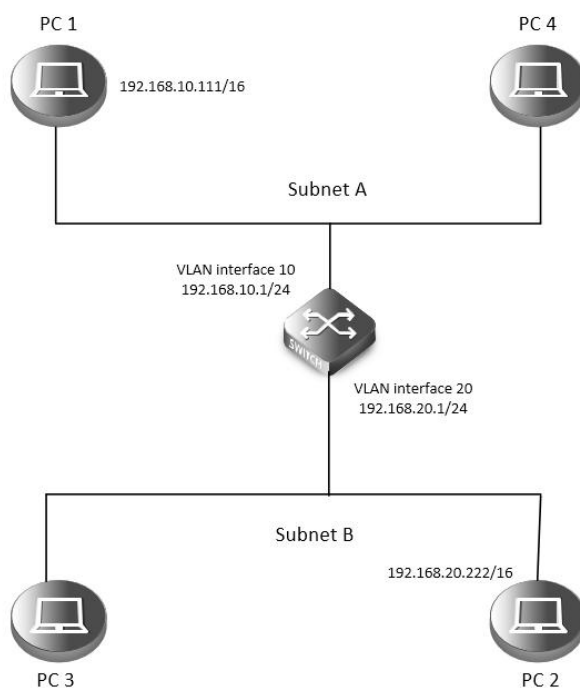 PC 1
PC 4
192.168.10.111/16
Subnet A
VLAN interface 10
192.168.10.1/24
SWITCH
VLAN interface 20
192.168.20.1/24
Subnet B
192.168.20.222/16
PC 3
PC 2